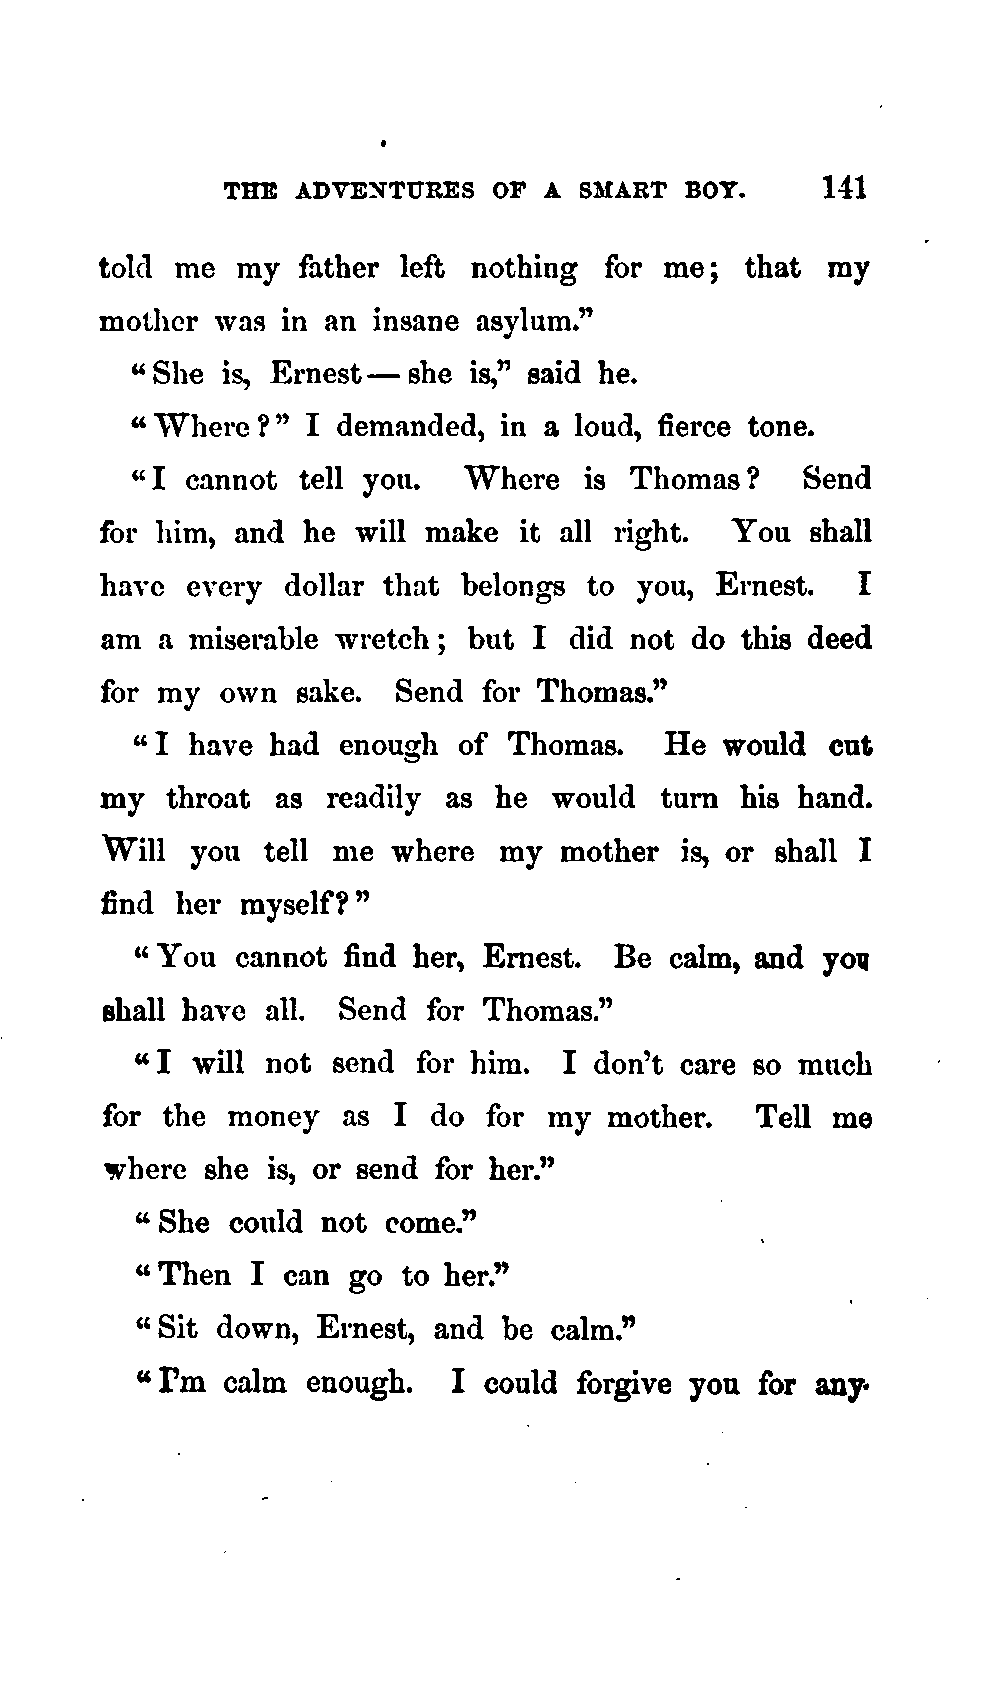 THE ADVENTURES OF A SMART BOY. 141
told me my father left nothing for me; that my
mother was in an insane asylum.”
“She is, Ernest — she is,” said he.
“Where?” I demanded, in a loud, fierce tone.
“I cannot tell you. Where is Thomas? Send
for him, and he will make it all right. You shall
have every dollar that belongs to you, Ernest. I
am a miserable wretch; but I did not do this deed
for my own sake. Send for Thomas.”
“I have had enough of Thomas. He would cut
my throat as readily as he would turn his hand.
Will you tell me where my mother is, or shall I
find her myself?”
“You cannot find her, Ernest. Be calm, and you
shall have all. Send for Thomas.”
“I will not send for him. I don’t care so much
for the money as I do for my mother. Tell me
where she is, or send for her.”
“She could not come.”
“Then I can go to her.”
“Sit down, Ernest, and be calm.”
“I’m calm enough. I could forgive you for any-